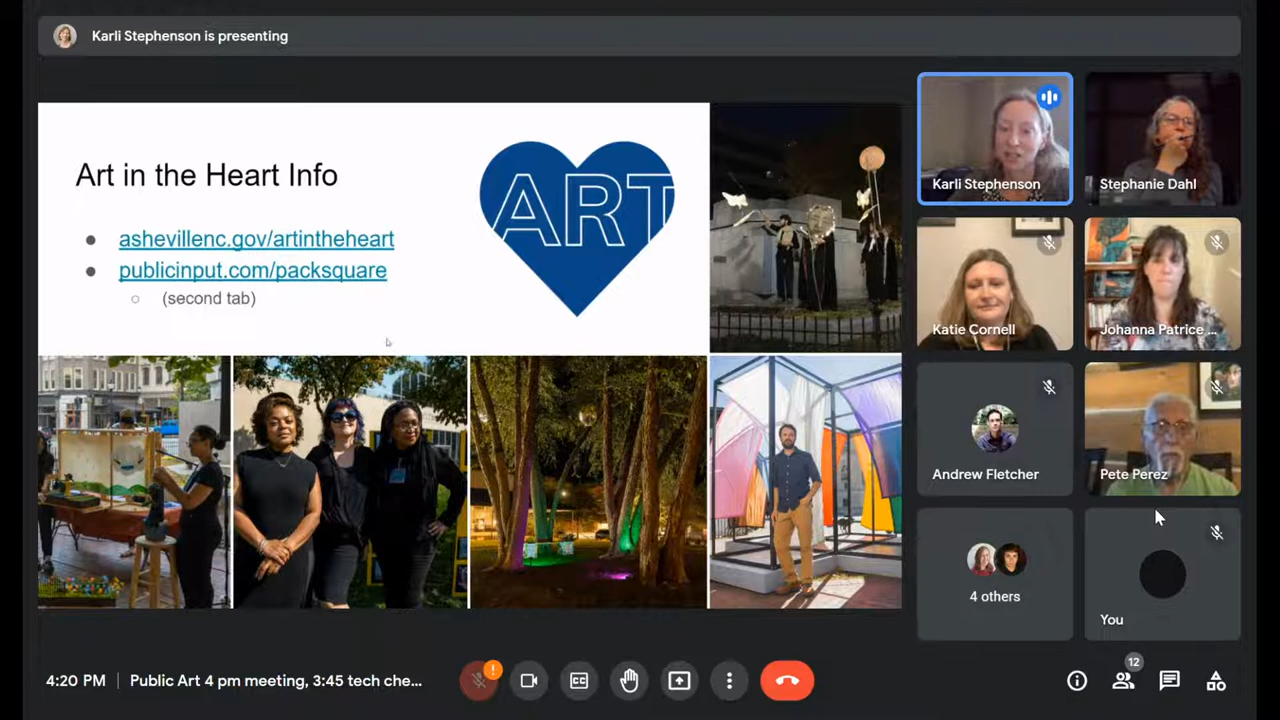 Karli Stephenson is presenting
Art in the Heart Info
ashevillenc.gov/artintheheart
publicinput.com/packsquare
(second tab)
ART
Karli Stephenson
Stephanie Dahl
Katie Cornell
Johanna Patrice ...
Andrew Fletcher
Pete Perez
4 others
You
4:20 PM
Public Art 4 pm meeting, 3:45 tech che...
12